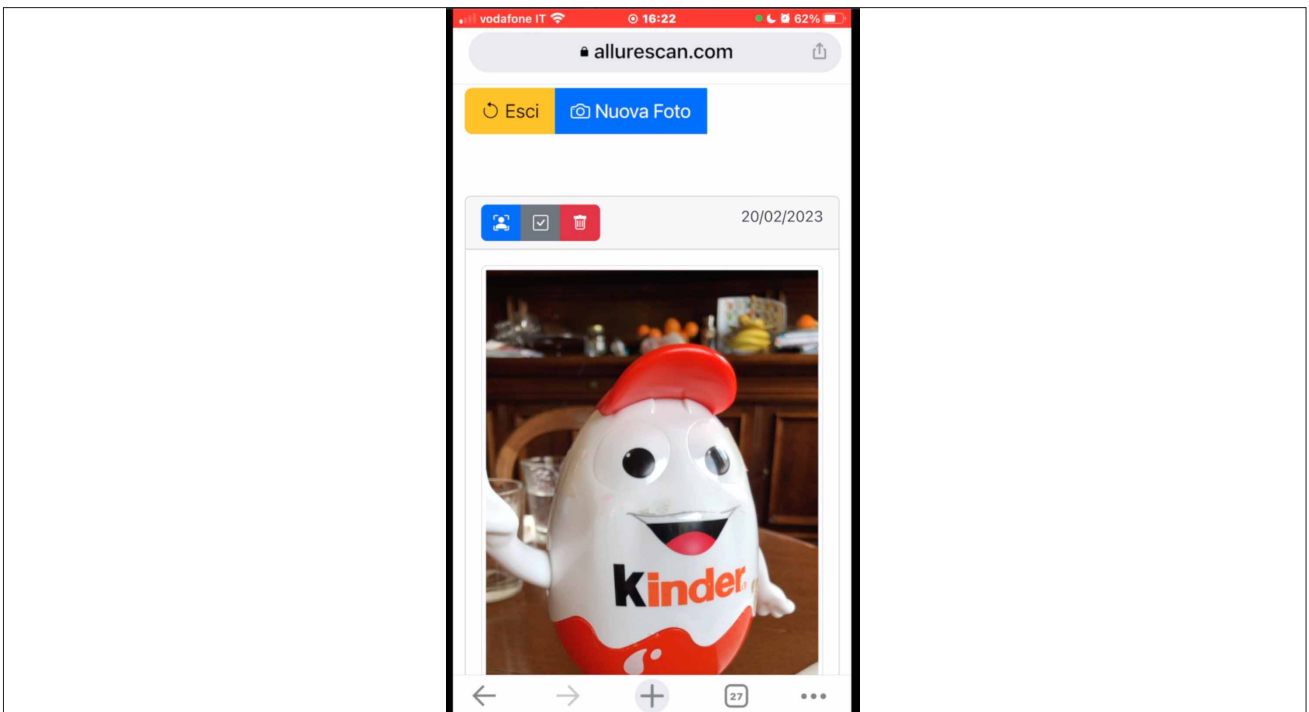 vodafone IT 16:22 62%
allurescan.com
Esci Nuova Foto
20/02/2023
kinder
27